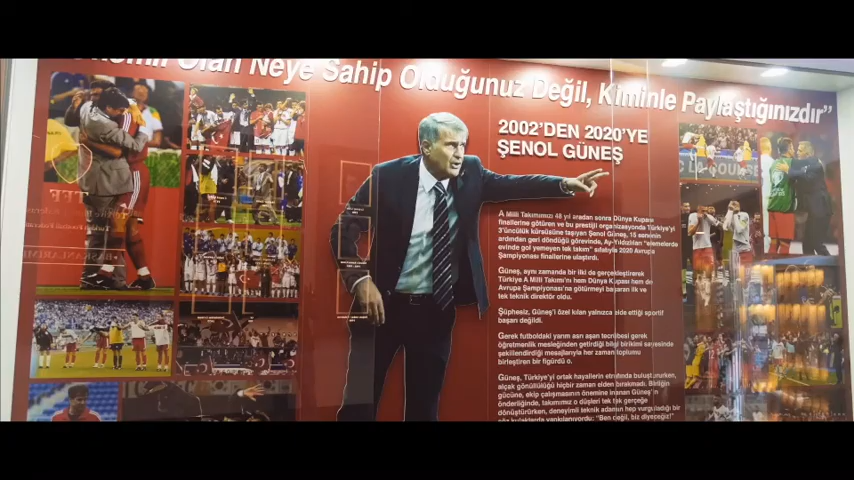 Olan Neye Sahip Olduğunuz Değil, Kiminle Paylaştığınızdır”
2002'DEN 2020'YE
ŞENOL GÜNEŞ
A Milli Takımımızı 48 yıl aradan sonra Dünya Kupası'na
götüren ve bu prestijli organizasyonda Türkiye'yi
3'üncülük kürsüsüne taşıyan Şenol Güneş, 15 senenin
ardından geri döndüğü görevinde, Ay-Yıldızlıları “elemelerde
evinde gol yemeyen tek takım” sıfatıyla 2020 Avrupa
Şampiyonası finallerine ulaştırdı.
Güneş, aynı zamanda bir ilki de gerçekleştirerek
Türkiye A Milli Takımı'nı hem Dünya Kupası hem de
Avrupa Şampiyonası'na götürmeyi başaran ilk ve
tek teknik direktör oldu.
Şüphesiz, Güneş'i özel kılan yalnızca elde ettiği sportif
başarı değildi.
Gerek futboldaki yarım asrı aşan tecrübesi gerek
öğretmenlik mesleğinden getirdiği birikimi sayesinde
şekillendirdiği mesajlarıyla her zaman toplumu
birleştiren bir figürdü o.
Güneş, Türkiye'yi ortak hayallerin etrafında buluştururken,
alçak gönüllülüğü hiçbir zaman elden bırakmadı. Birliğin
gücüne, ekip çalışmasının önemine inanan Güneş'in
önderliğinde, takımımız o düşleri tek tek gerçeğe
dönüştürürken, deneyimli teknik adamın hep vurguladığı bir
söz kulaklarda yankılanıyordu: “Ben değil, biz diyeceğiz!”